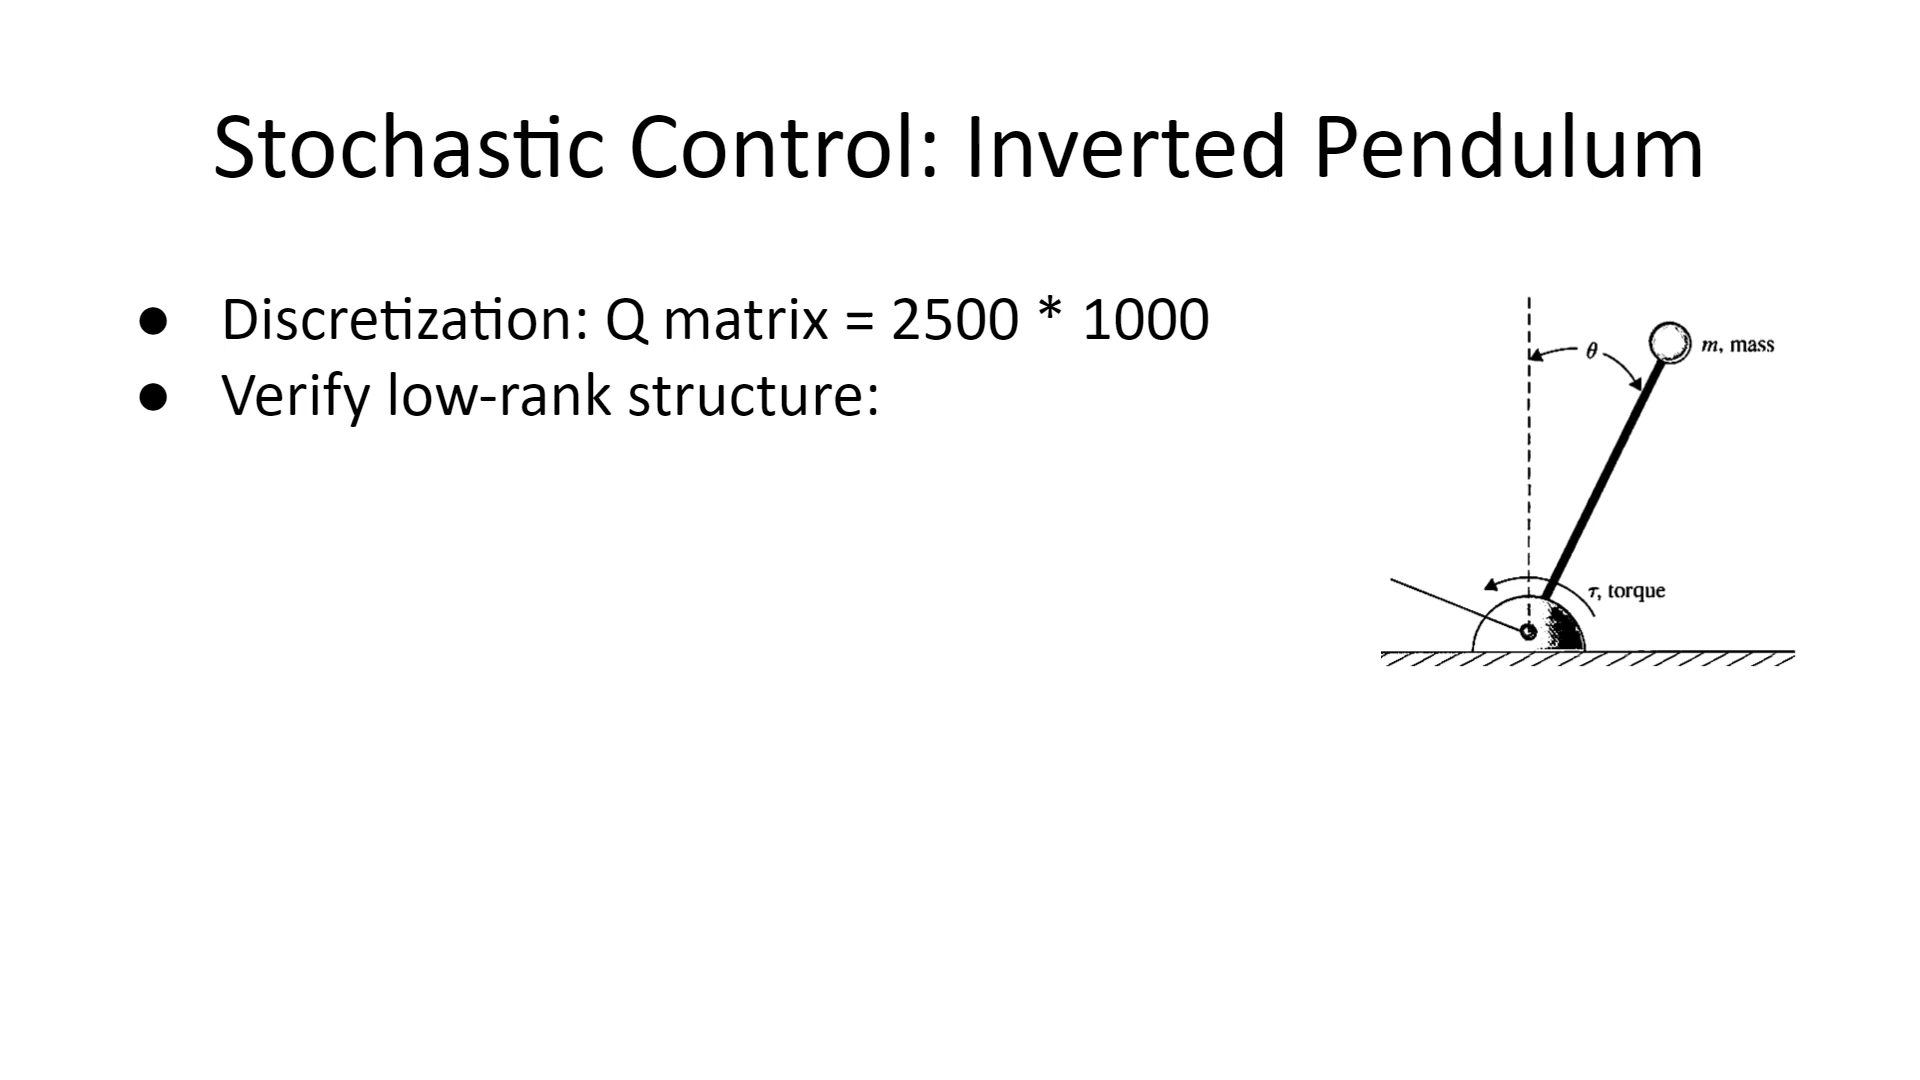 Stochastic Control: Inverted Pendulum
● Discretization: Q matrix = 2500 * 1000
● Verify low-rank structure:
θ
m, mass
τ, torque